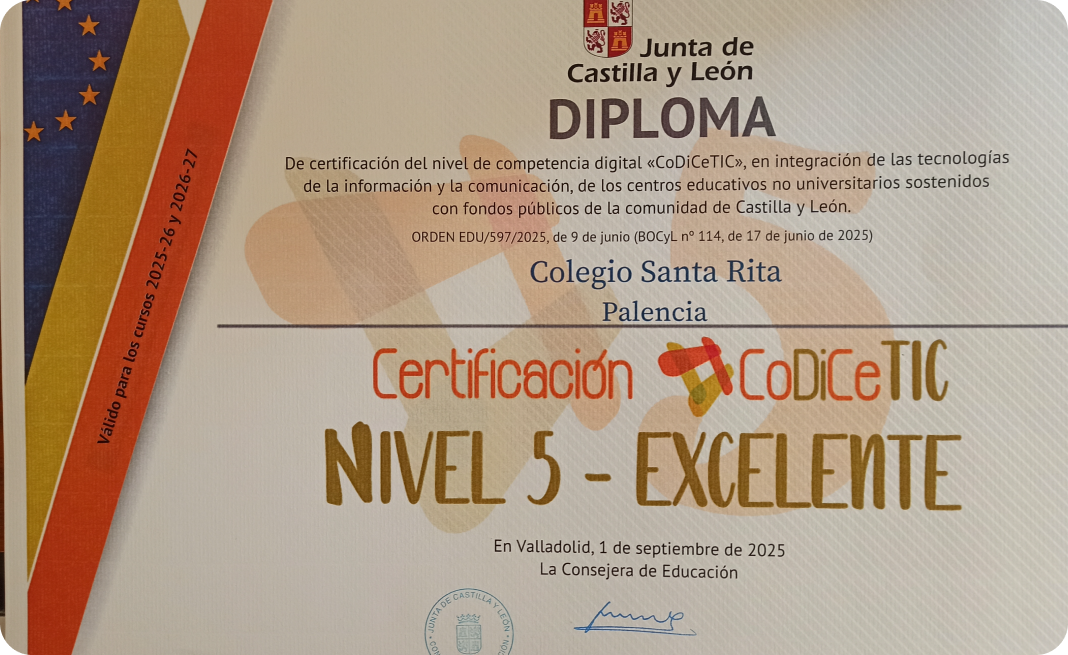 Junta de
Castilla y León
DIPLOMA
De certificación del nivel de competencia digital «CoDiCeTIC», en integración de las tecnologías
de la información y la comunicación, de los centros educativos no universitarios sostenidos
con fondos públicos de la comunidad de Castilla y León.
ORDEN EDU/597/2025, de 9 de junio (BOCyL nº 114, de 17 de junio de 2025)
Colegio Santa Rita
Palencia
Válido para los cursos 2025-26 y 2026-27
Certificación CoDiCeTIC
NIVEL 5 - EXCELENTE
En Valladolid, 1 de septiembre de 2025
La Consejera de Educación
JUNTA DE CASTILLA Y LEÓN